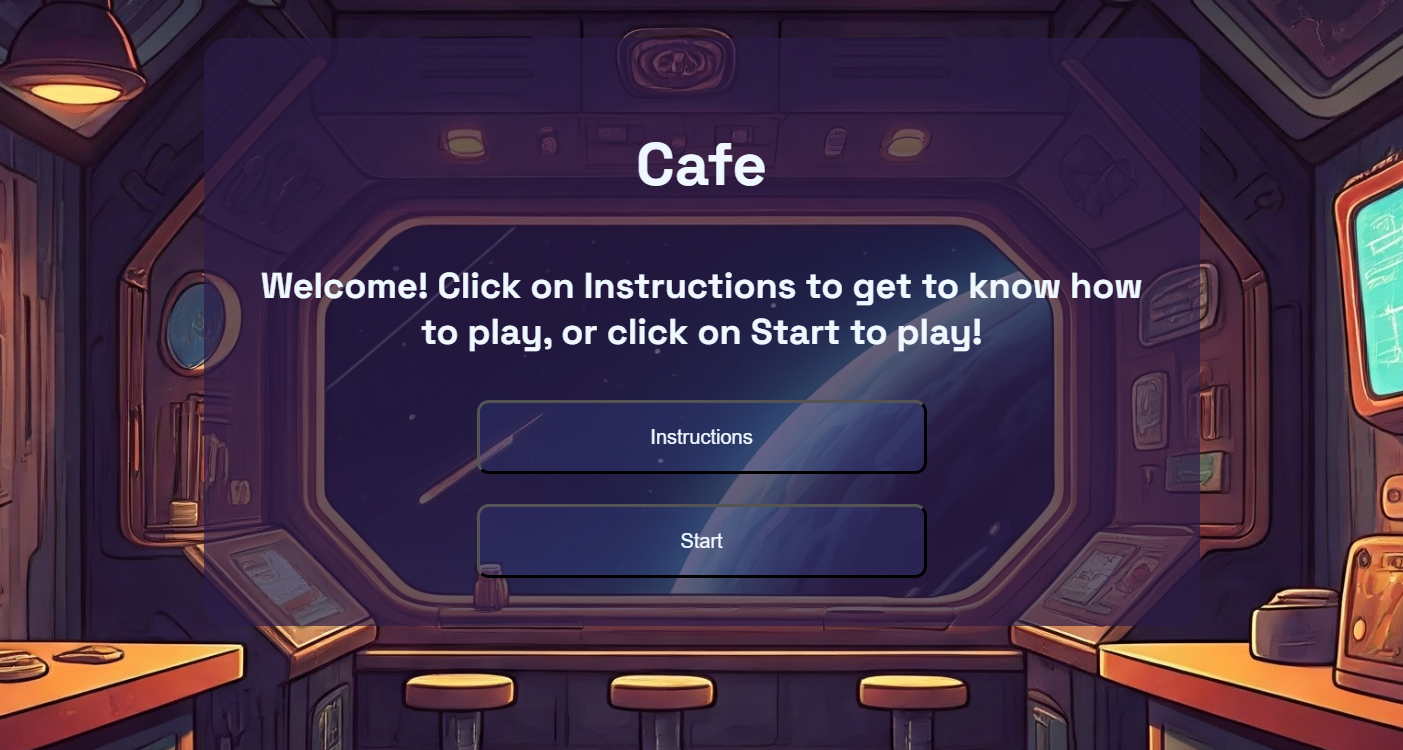 Cafe
Welcome! Click on Instructions to get to know how
to play, or click on Start to play!
Instructions
Start